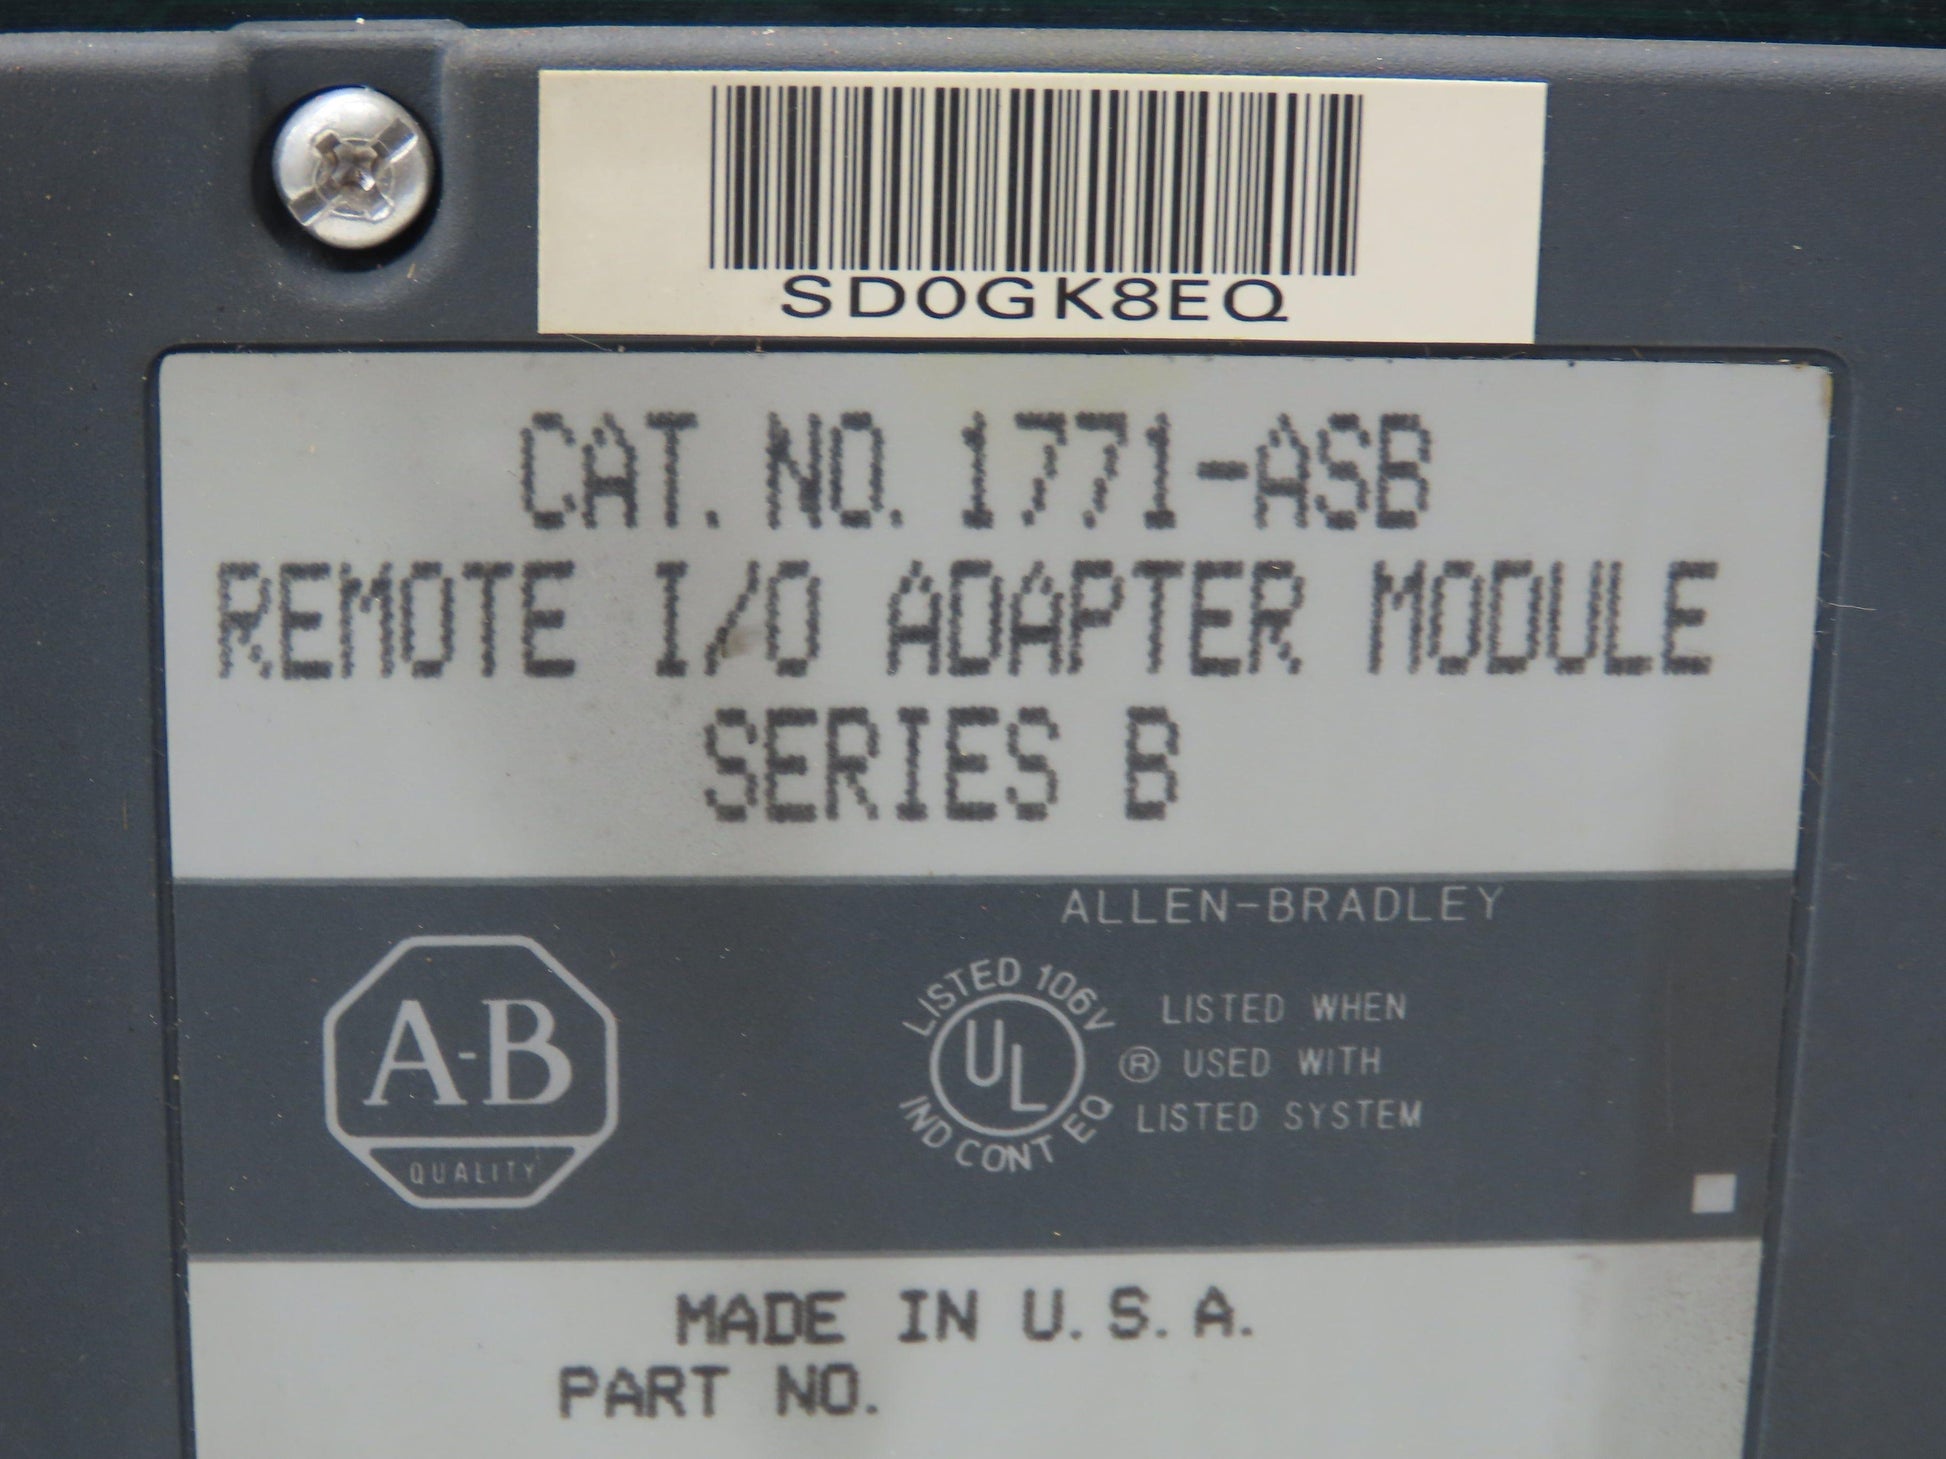 SD0GK8EQ
CAT. NO. 1771-ASB
REMOTE I/O ADAPTER MODULE
SERIES B
ALLEN-BRADLEY
A-B
QUALITY
LISTED 106V
UL
IND CONT EQ
®
LISTED WHEN
USED WITH
LISTED SYSTEM
MADE IN U.S.A.
PART NO.